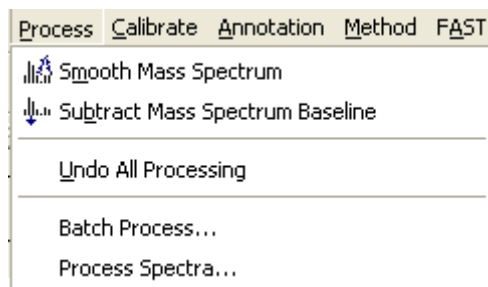 Process Calibrate Annotation Method FAST
Smooth Mass Spectrum
Subtract Mass Spectrum Baseline
Undo All Processing
Batch Process...
Process Spectra...